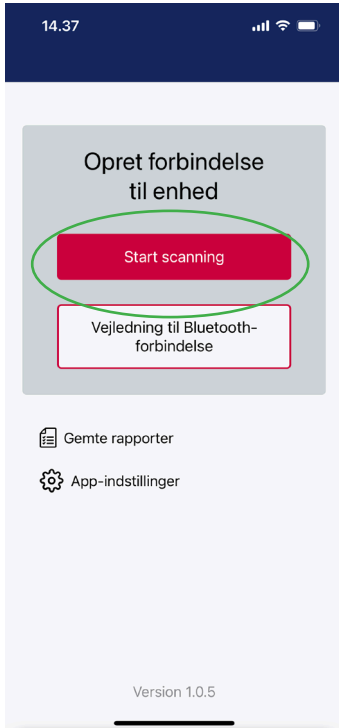 14.37
Opret forbindelse
til enhed
Start scanning
Vejledning til Bluetooth-
forbindelse
Gemte rapporter
App-indstillinger
Version 1.0.5